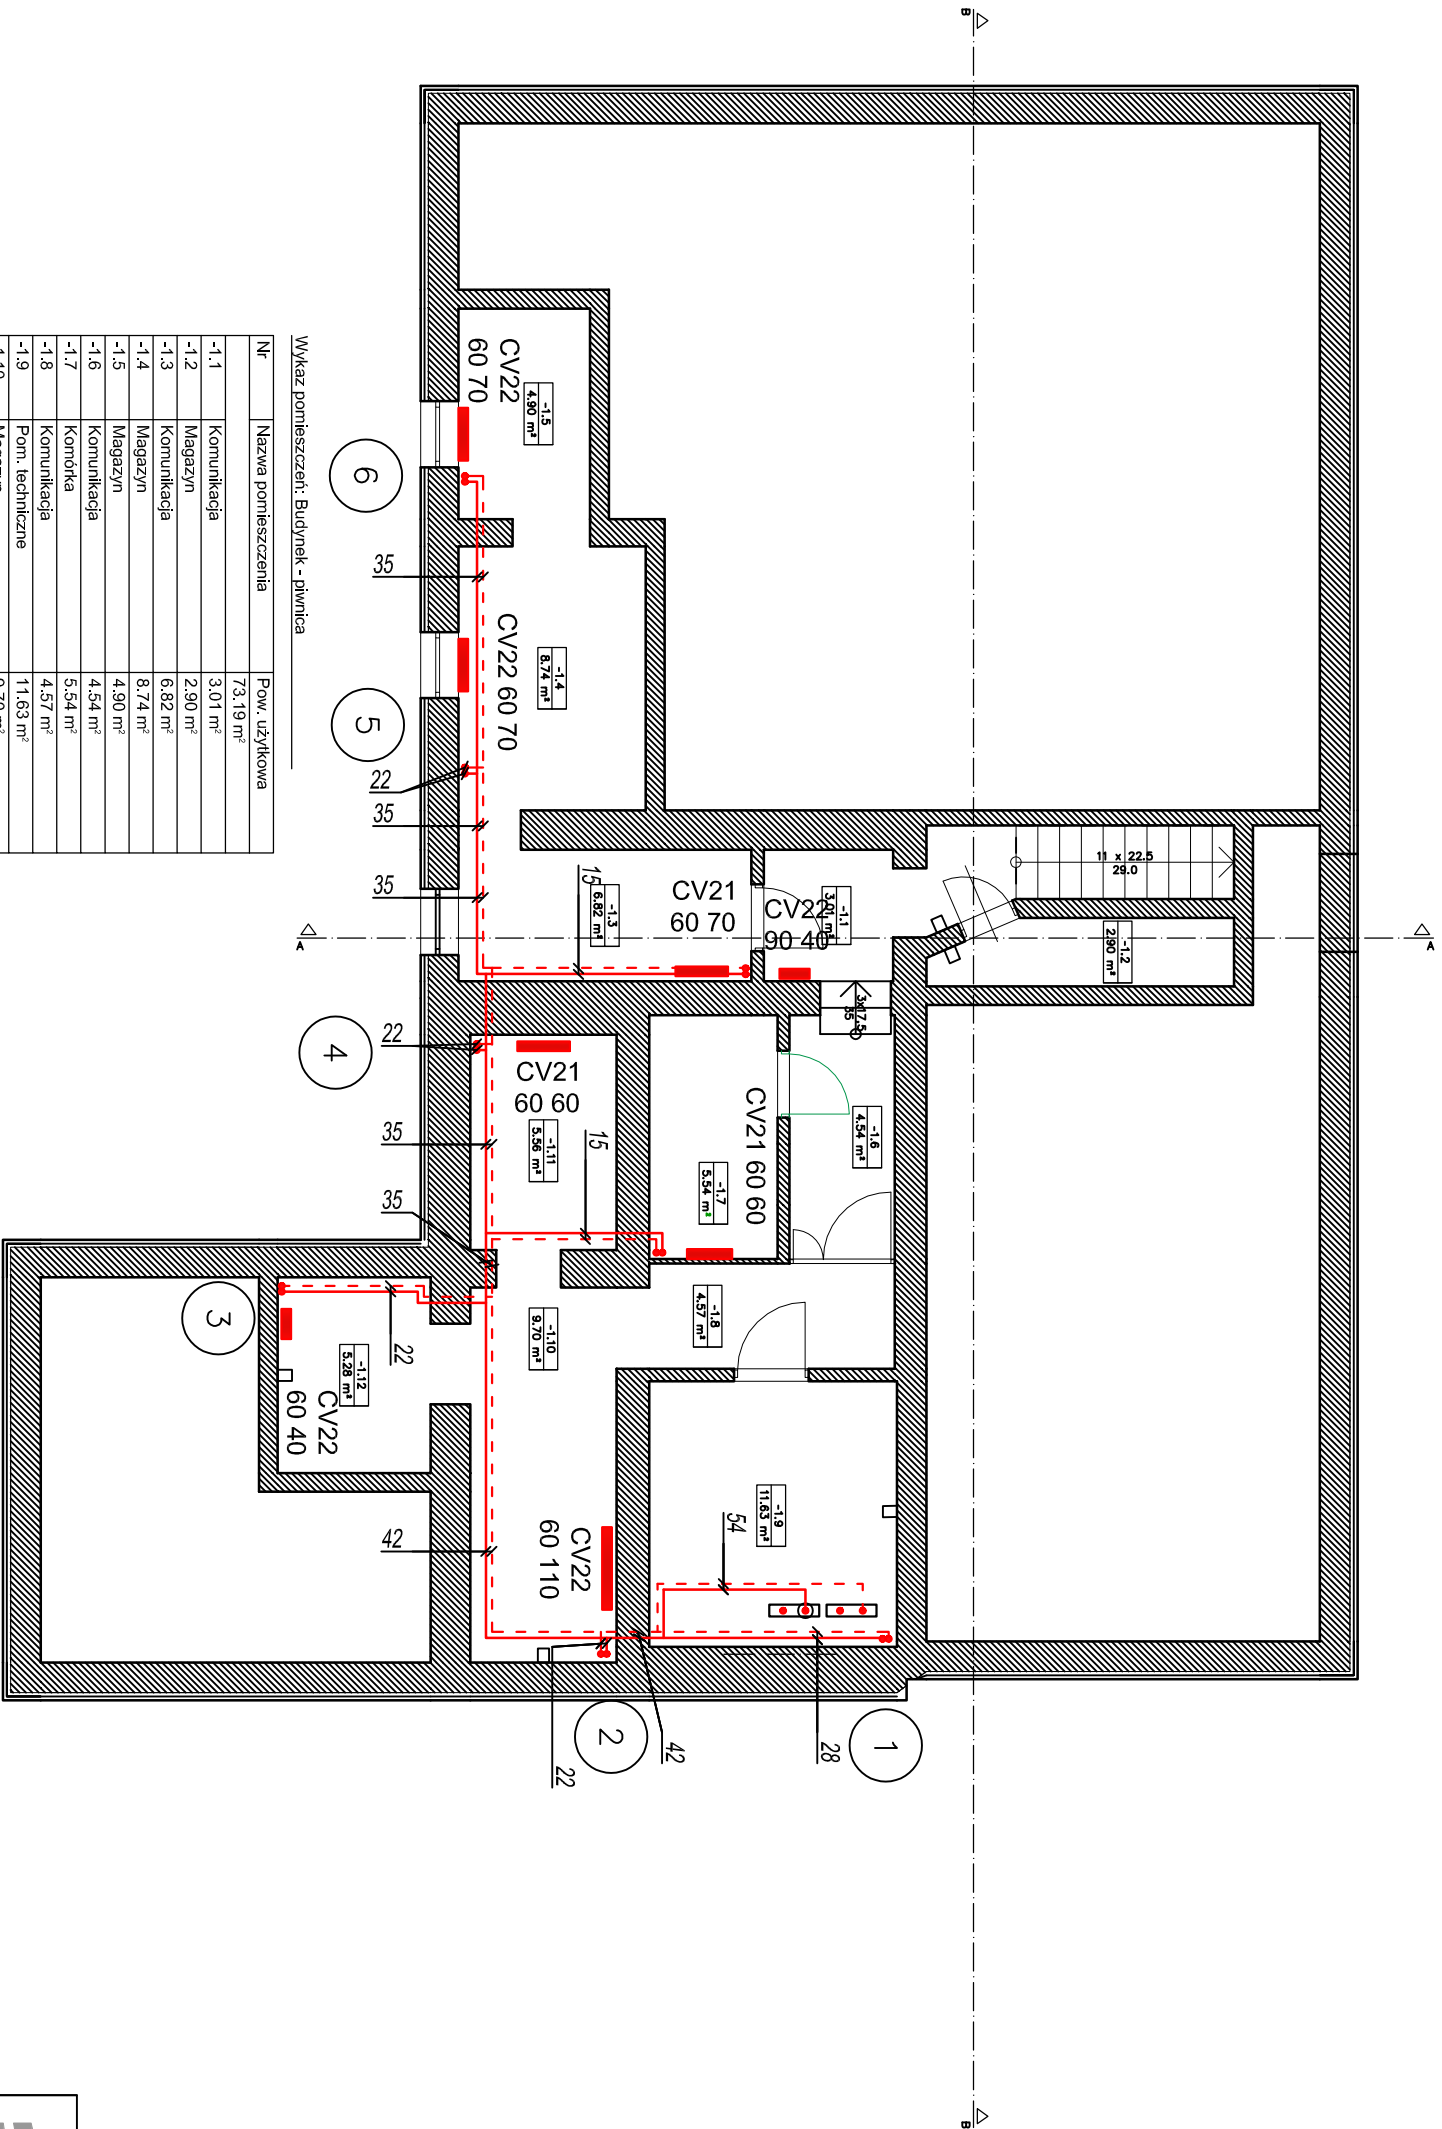 B
A
11 x 22.5
29.0
-1.2
2.90 m²
-1.1
3.01 m²
CV22
90 40
CV21
60 70
-1.3
6.82 m²
15
3x17.5
35
-1.6
4.54 m²
CV21 60 60
-1.7
5.54 m²
-1.8
4.57 m²
-1.9
11.63 m²
54
28
1
42
2
22
CV22
60 110
-1.10
9.70 m²
15
-1.11
5.56 m²
CV21
60 60
CV22
60 70
-1.5
4.90 m²
CV22 60 70
-1.4
8.74 m²
6
35
5
22
35
35
A
4
22
35
35
3
22
-1.12
5.28 m²
CV22
60 40
42
B
Wykaz pomieszczeń: Budynek - piwnica
Nr Nazwa pomieszczenia Pow. użytkowa
73.19 m²
-1.1 Komunikacja 3.01 m²
-1.2 Magazyn 2.90 m²
-1.3 Komunikacja 6.82 m²
-1.4 Magazyn 8.74 m²
-1.5 Magazyn 4.90 m²
-1.6 Komunikacja 4.54 m²
-1.7 Komórka 5.54 m²
-1.8 Komunikacja 4.57 m²
-1.9 Pom. techniczne 11.63 m²
-1.10 Magazyn 9.70 m²